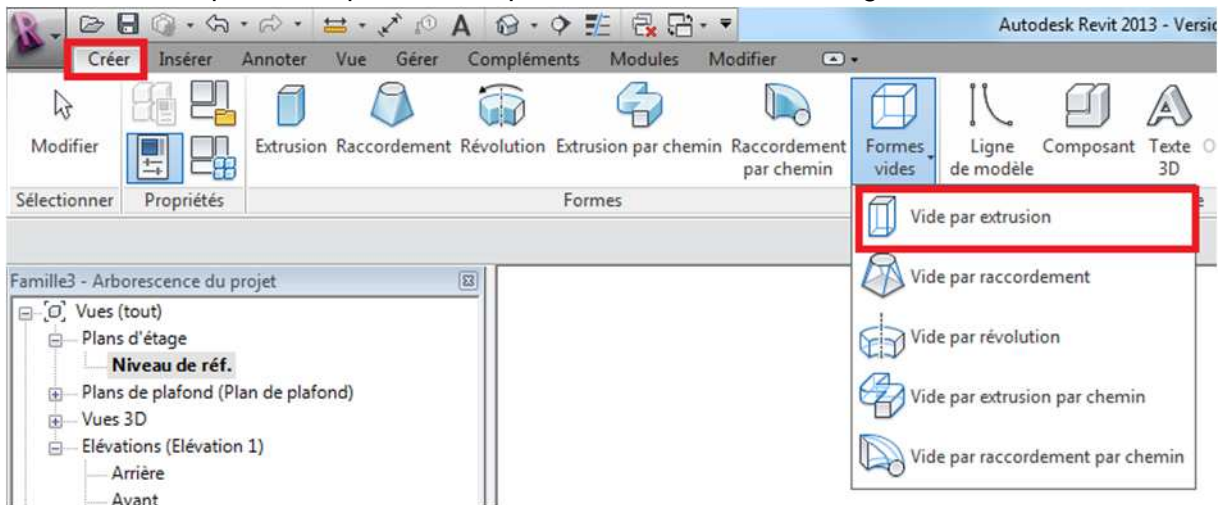 Autodesk Revit 2013 - Versio
Créer Insérer Annoter Vue Gérer Compléments Modules Modifier
Modifier Extrusion Raccordement Révolution Extrusion par chemin Raccordement par chemin Formes vides Ligne de modèle Composant Texte 3D
Sélectionner Propriétés Formes
Vide par extrusion
Vide par raccordement
Vide par révolution
Vide par extrusion par chemin
Vide par raccordement par chemin
Famille3 - Arborescence du projet
Vues (tout)
Plans d'étage
Niveau de réf.
Plans de plafond (Plan de plafond)
Vues 3D
Elévations (Elévation 1)
Arrière
Avant